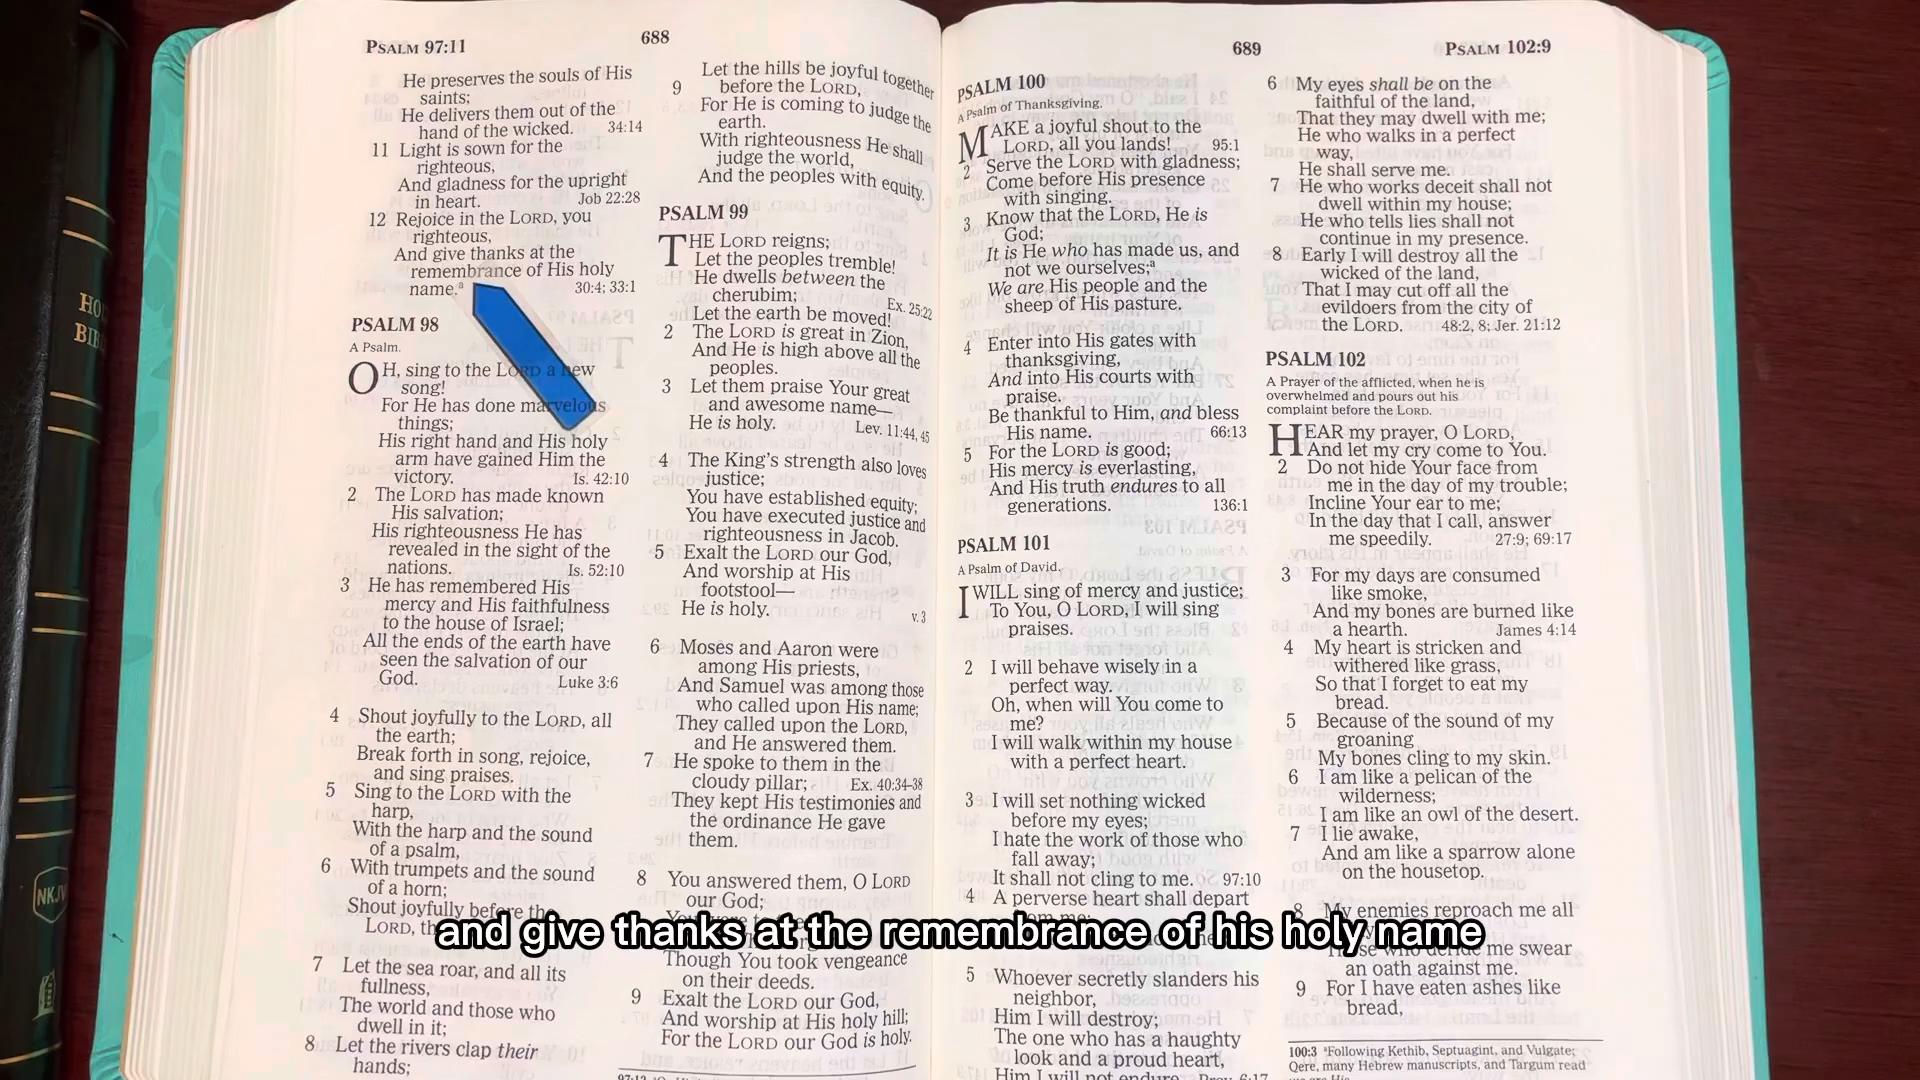 HOLY
BIBLE
NKJV
PSALM 97:11
688
He preserves the souls of His
saints;
He delivers them out of the
hand of the wicked. 34:14
11 Light is sown for the
righteous,
And gladness for the upright
in heart. Job 22:28
12 Rejoice in the LORD, you
righteous,
And give thanks at the
remembrance of His holy
name.a 30:4; 33:1
PSALM 98
A Psalm.
OH, sing to the LORD a new
song!
For He has done marvelous
things;
His right hand and His holy
arm have gained Him the
victory. Is. 42:10
2 The LORD has made known
His salvation;
His righteousness He has
revealed in the sight of the
nations. Is. 52:10
3 He has remembered His
mercy and His faithfulness
to the house of Israel;
All the ends of the earth have
seen the salvation of our
God. Luke 3:6
4 Shout joyfully to the LORD, all
the earth;
Break forth in song, rejoice,
and sing praises.
5 Sing to the LORD with the
harp,
With the harp and the sound
of a psalm,
6 With trumpets and the sound
of a horn;
Shout joyfully before the
LORD, th
7 Let the sea roar, and all its
fullness,
The world and those who
dwell in it;
8 Let the rivers clap their
hands;
Let the hills be joyful together
9 before the LORD,
For He is coming to judge the
earth.
With righteousness He shall
judge the world,
And the peoples with equity.
PSALM 99
THE LORD reigns;
Let the peoples tremble!
He dwells between the
cherubim; Ex. 25:22
Let the earth be moved!
2 The LORD is great in Zion,
And He is high above all the
peoples.
3 Let them praise Your great
and awesome name—
He is holy. Lev. 11:44, 45
4 The King's strength also loves
justice;
You have established equity;
You have executed justice and
righteousness in Jacob.
5 Exalt the LORD our God,
And worship at His
footstool—
He is holy. v. 3
6 Moses and Aaron were
among His priests,
And Samuel was among those
who called upon His name;
They called upon the LORD,
and He answered them.
7 He spoke to them in the
cloudy pillar; Ex. 40:34–38
They kept His testimonies and
the ordinance He gave
them.
8 You answered them, O LORD
our God;
Though You took vengeance
on their deeds.
9 Exalt the LORD our God,
And worship at His holy hill;
For the LORD our God is holy.
689
PSALM 102:9
PSALM 100
A Psalm of Thanksgiving.
MAKE a joyful shout to the
LORD, all you lands! 95:1
2 Serve the LORD with gladness;
Come before His presence
with singing.
3 Know that the LORD, He is
God;
It is He who has made us, and
not we ourselves;a
We are His people and the
sheep of His pasture.
4 Enter into His gates with
thanksgiving,
And into His courts with
praise.
Be thankful to Him, and bless
His name. 66:13
5 For the LORD is good;
His mercy is everlasting,
And His truth endures to all
generations. 136:1
PSALM 101
A Psalm of David.
I WILL sing of mercy and justice;
To You, O LORD, I will sing
praises.
2 I will behave wisely in a
perfect way.
Oh, when will You come to
me?
I will walk within my house
with a perfect heart.
3 I will set nothing wicked
before my eyes;
I hate the work of those who
fall away;
It shall not cling to me. 97:10
4 A perverse heart shall depart
from me;
5 Whoever secretly slanders his
neighbor,
Him I will destroy;
The one who has a haughty
look and a proud heart,
Him I will not endure. Prov. 6:17
6 My eyes shall be on the
faithful of the land,
That they may dwell with me;
He who walks in a perfect
way,
He shall serve me.
7 He who works deceit shall not
dwell within my house;
He who tells lies shall not
continue in my presence.
8 Early I will destroy all the
wicked of the land,
That I may cut off all the
evildoers from the city of
the LORD. 48:2, 8; Jer. 21:12
PSALM 102
A Prayer of the afflicted, when he is
overwhelmed and pours out his
complaint before the LORD.
HEAR my prayer, O LORD,
And let my cry come to You.
2 Do not hide Your face from
me in the day of my trouble;
Incline Your ear to me;
In the day that I call, answer
me speedily. 27:9; 69:17
3 For my days are consumed
like smoke,
And my bones are burned like
a hearth. James 4:14
4 My heart is stricken and
withered like grass,
So that I forget to eat my
bread.
5 Because of the sound of my
groaning
My bones cling to my skin.
6 I am like a pelican of the
wilderness;
I am like an owl of the desert.
7 I lie awake,
And am like a sparrow alone
on the housetop.
8 My enemies reproach me all
me swear
an oath against me.
9 For I have eaten ashes like
bread,
100:3 aFollowing Kethib, Septuagint, and Vulgate;
Qere, many Hebrew manuscripts, and Targum read
and give thanks at the remembrance of his holy name